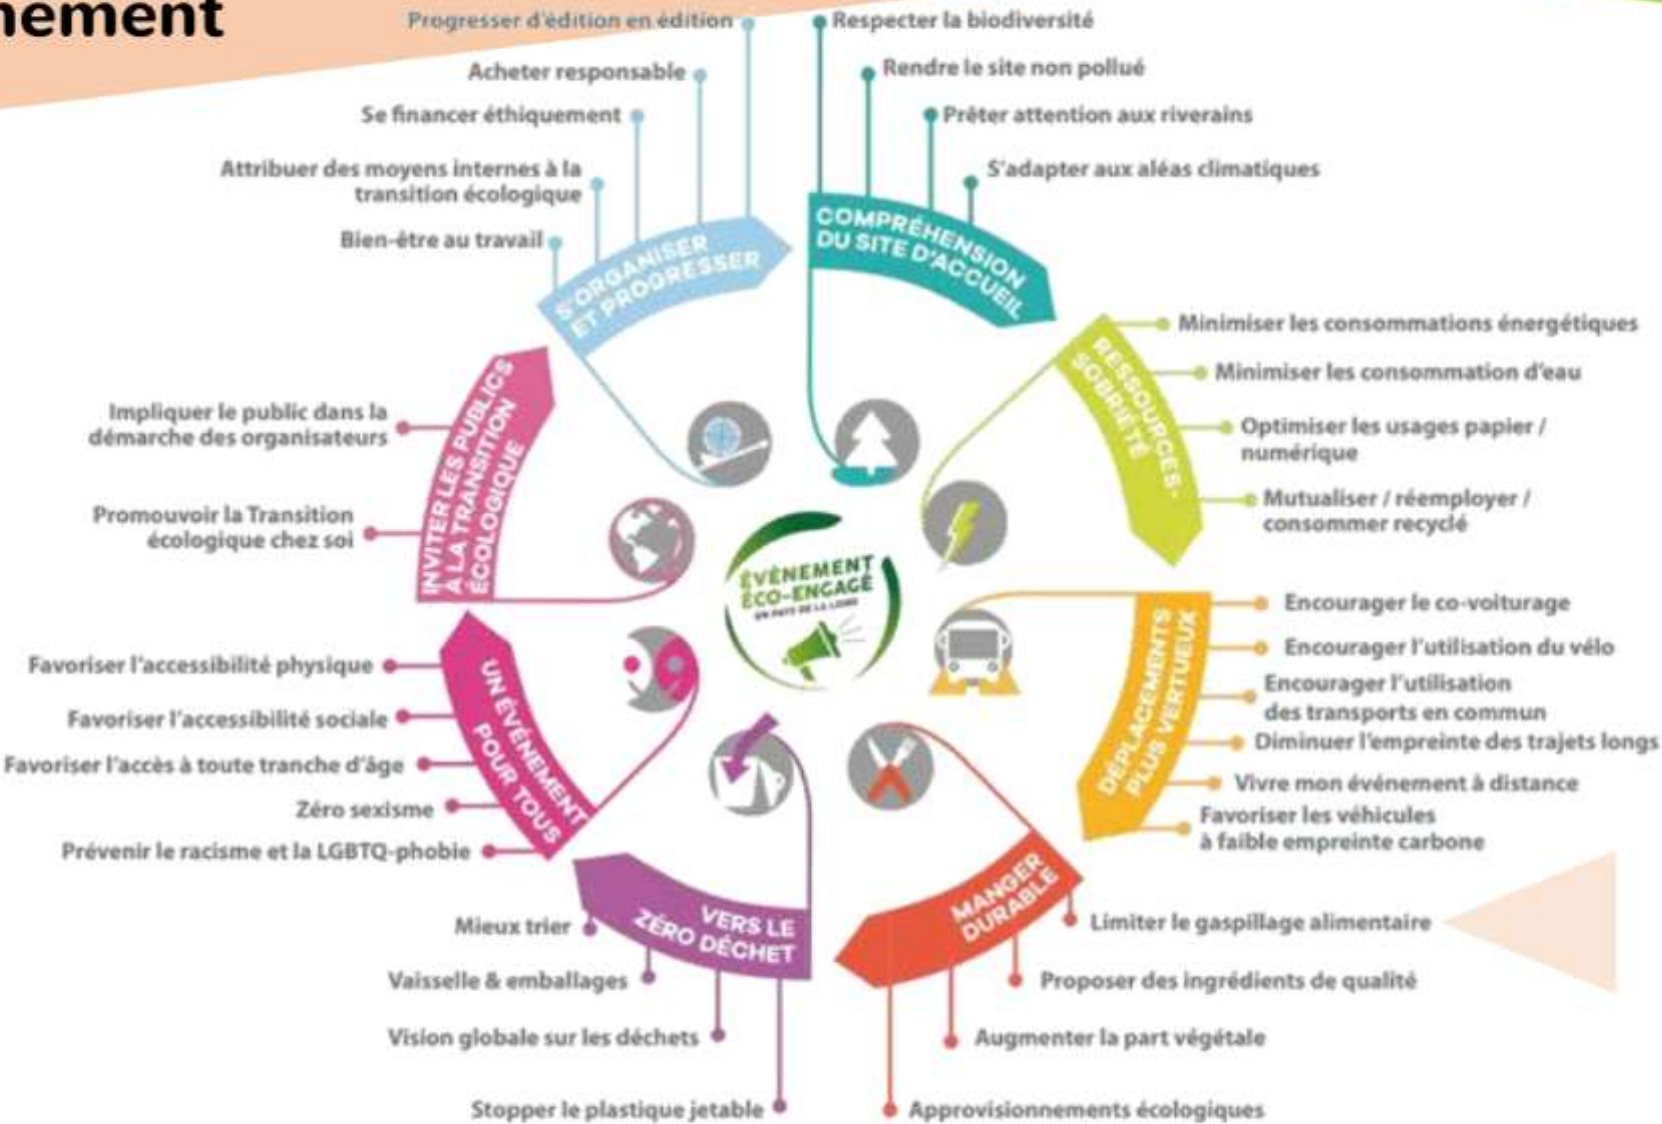 nement
Progresser d'édition en édition
Acheter responsable
Se financer éthiquement
Attribuer des moyens internes à la
transition écologique
Bien-être au travail
S'ORGANISER
ET PROGRESSER
Respecter la biodiversité
Rendre le site non pollué
Prêter attention aux riverains
S'adapter aux aléas climatiques
COMPRÉHENSION
DU SITE D'ACCUEIL
Minimiser les consommations énergétiques
Minimiser les consommation d'eau
Optimiser les usages papier /
numérique
Mutualiser / réemployer /
consommer recyclé
RESSOURCES -
SOBRIÉTÉ
Encourager le co-voiturage
Encourager l'utilisation du vélo
Encourager l'utilisation
des transports en commun
Diminuer l'empreinte des trajets longs
Vivre mon événement à distance
Favoriser les véhicules
à faible empreinte carbone
DÉPLACEMENTS
PLUS VERTUEUX
MANGER
DURABLE
Limiter le gaspillage alimentaire
Proposer des ingrédients de qualité
Augmenter la part végétale
Approvisionnements écologiques
VERS LE
ZÉRO DÉCHET
Mieux trier
Vaisselle & emballages
Vision globale sur les déchets
Stopper le plastique jetable
UN ÉVÉNEMENT
POUR TOUS
Favoriser l'accessibilité physique
Favoriser l'accessibilité sociale
Favoriser l'accès à toute tranche d'âge
Zéro sexisme
Prévenir le racisme et la LGBTQ-phobie
INVITER LES PUBLICS
À LA TRANSITION
ÉCOLOGIQUE
Impliquer le public dans la
démarche des organisateurs
Promouvoir la Transition
écologique chez soi
ÉVÉNEMENT
ÉCO-ENGAGÉ
EN PAYS DE LA LOIRE